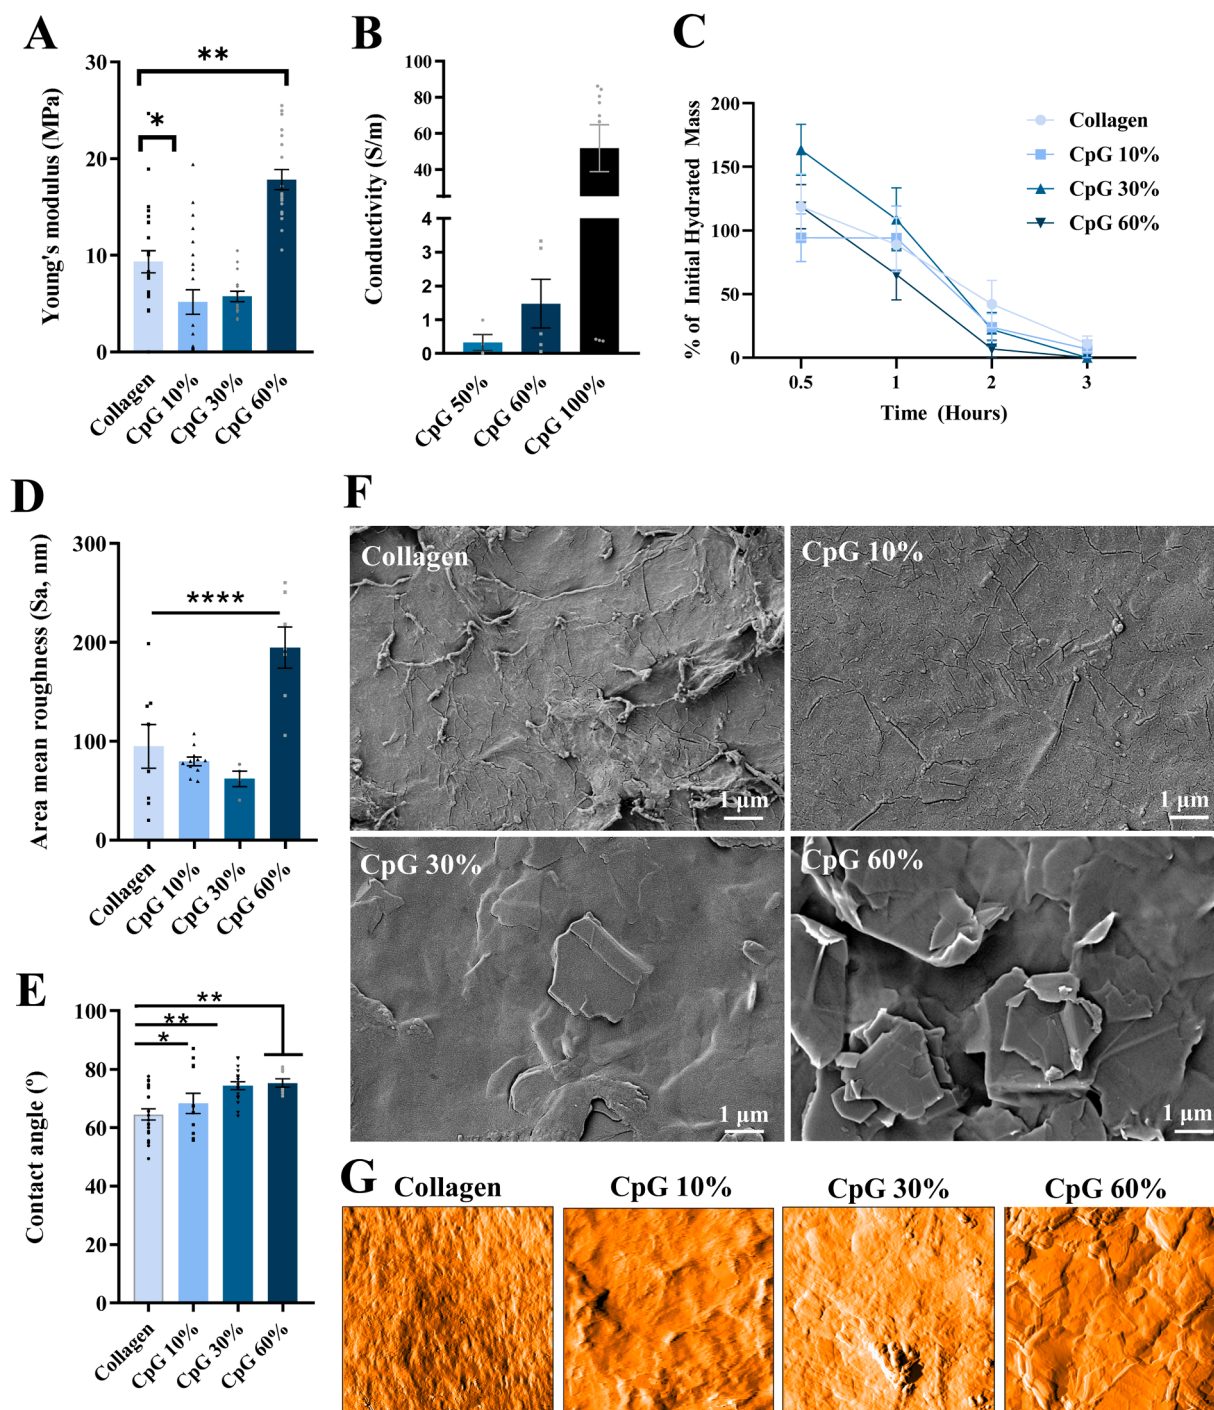 A
Young's modulus (MPa)
30
20
10
0
**
*
Collagen
CpG 10%
CpG 30%
CpG 60%
B
Conductivity (S/m)
100
80
60
40
4
3
2
1
0
CpG 50%
CpG 60%
CpG 100%
C
% of Initial Hydrated Mass
200
150
100
50
0
0.5
1
2
3
Time (Hours)
Collagen
CpG 10%
CpG 30%
CpG 60%
D
Area mean roughness (Sa, nm)
300
200
100
0
****
Collagen
CpG 10%
CpG 30%
CpG 60%
E
Contact angle (º)
100
80
60
40
20
0
**
**
*
Collagen
CpG 10%
CpG 30%
CpG 60%
F
Collagen
1 µm
CpG 10%
1 µm
CpG 30%
1 µm
CpG 60%
1 µm
G
Collagen
CpG 10%
CpG 30%
CpG 60%